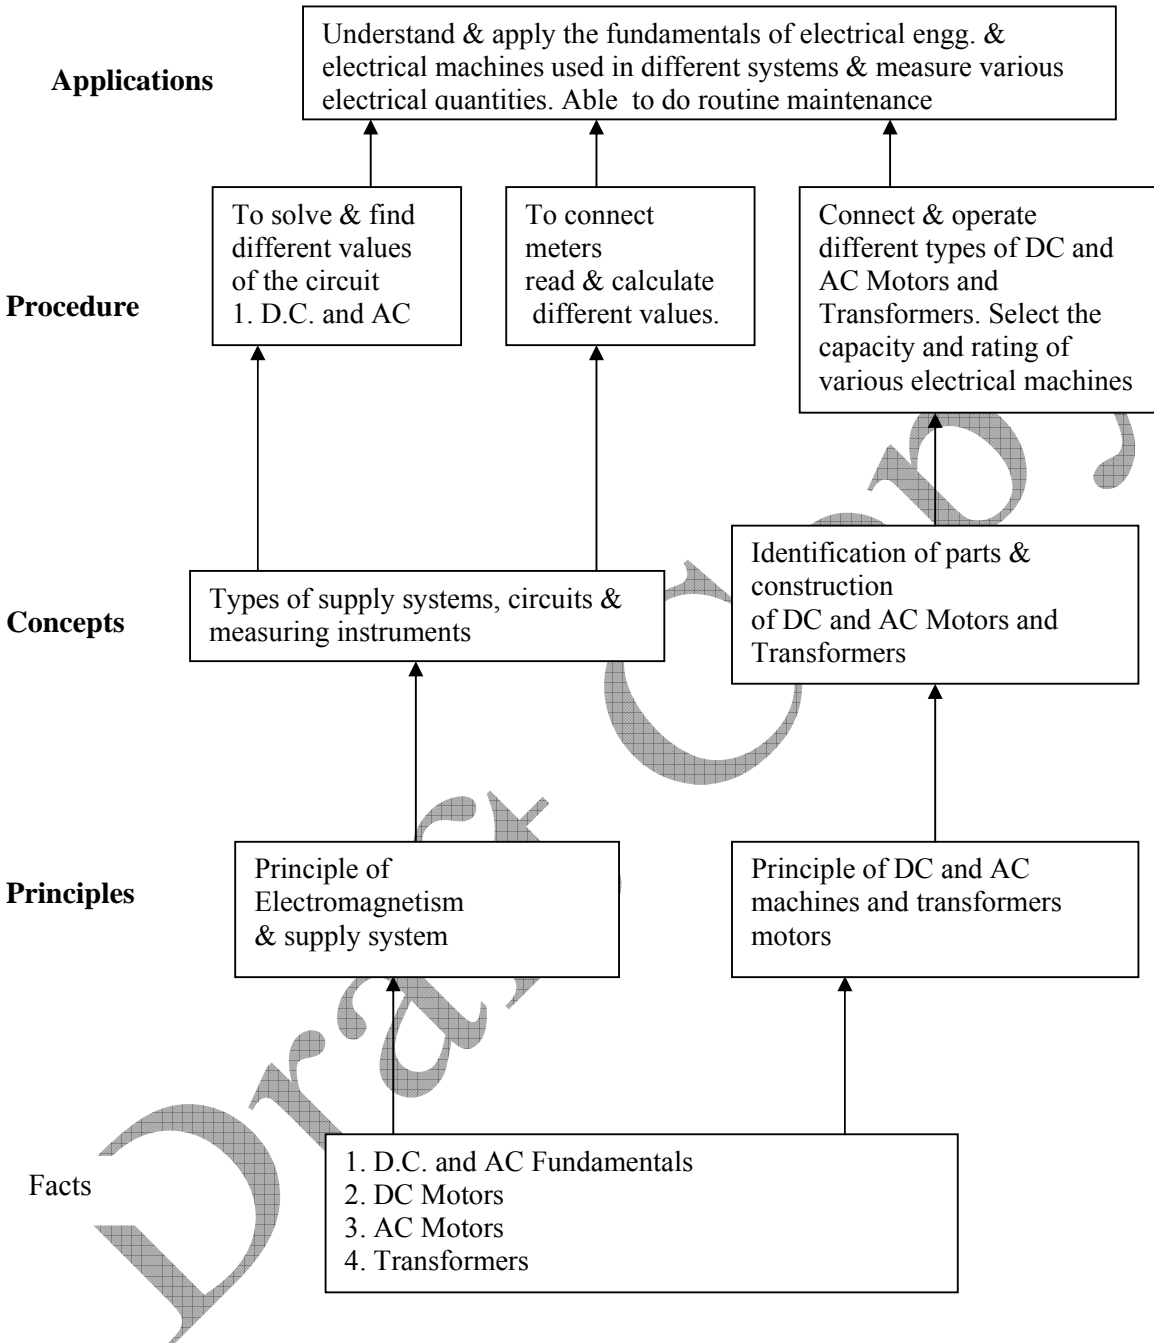 Applications
Understand & apply the fundamentals of electrical engg. &
electrical machines used in different systems & measure various
electrical quantities. Able to do routine maintenance
Procedure
To solve & find
different values
of the circuit
1. D.C. and AC
To connect
meters
read & calculate
different values.
Connect & operate
different types of DC and
AC Motors and
Transformers. Select the
capacity and rating of
various electrical machines
Concepts
Types of supply systems, circuits &
measuring instruments
Identification of parts &
construction
of DC and AC Motors and
Transformers
Principles
Principle of
Electromagnetism
& supply system
Principle of DC and AC
machines and transformers
motors
Facts
1. D.C. and AC Fundamentals
2. DC Motors
3. AC Motors
4. Transformers
Draft Copy